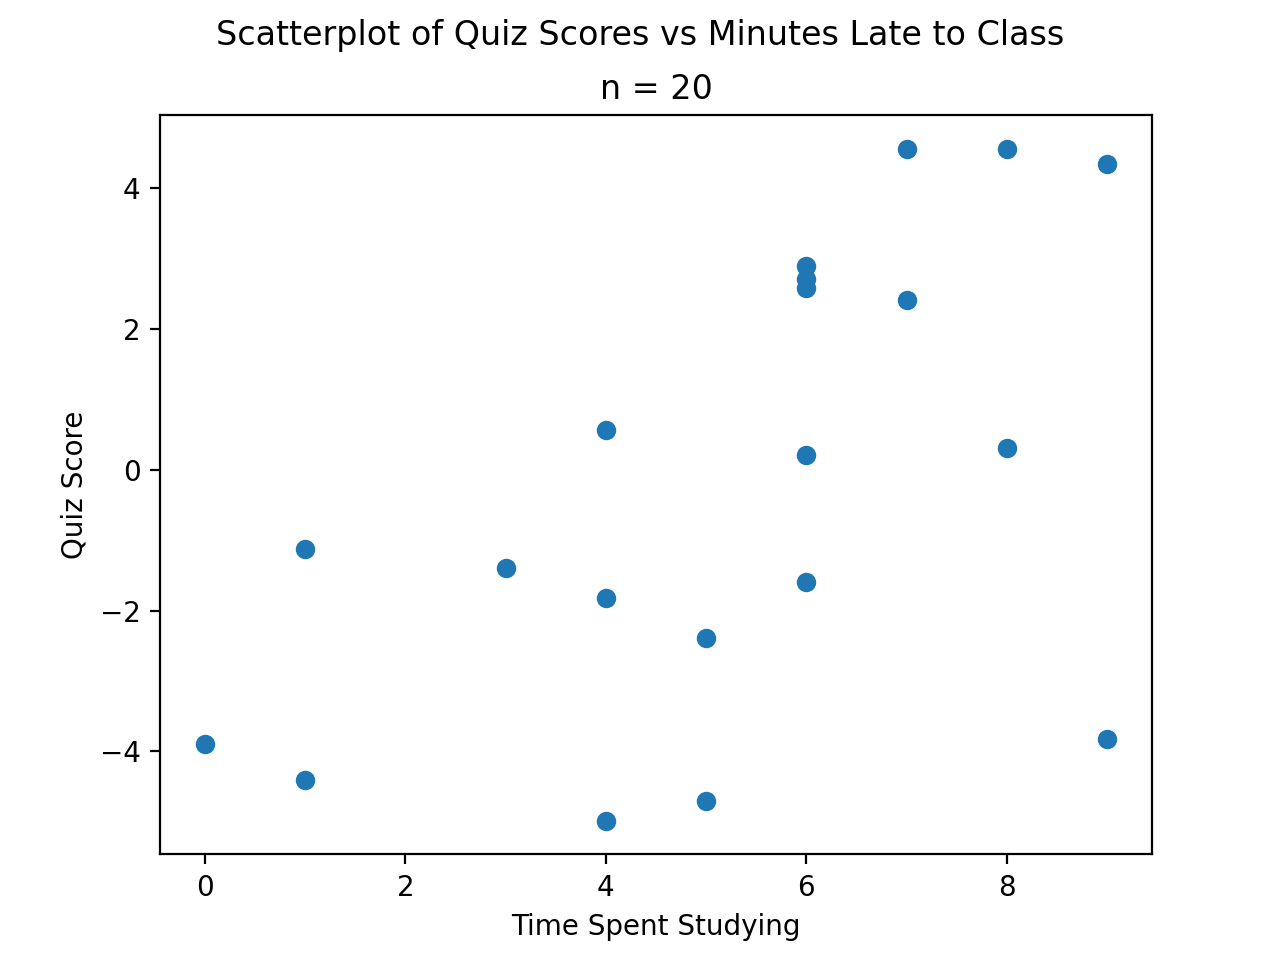 Scatterplot of Quiz Scores vs Minutes Late to Class
n = 20
4
2
0
−2
−4
Quiz Score
0 2 4 6 8
Time Spent Studying